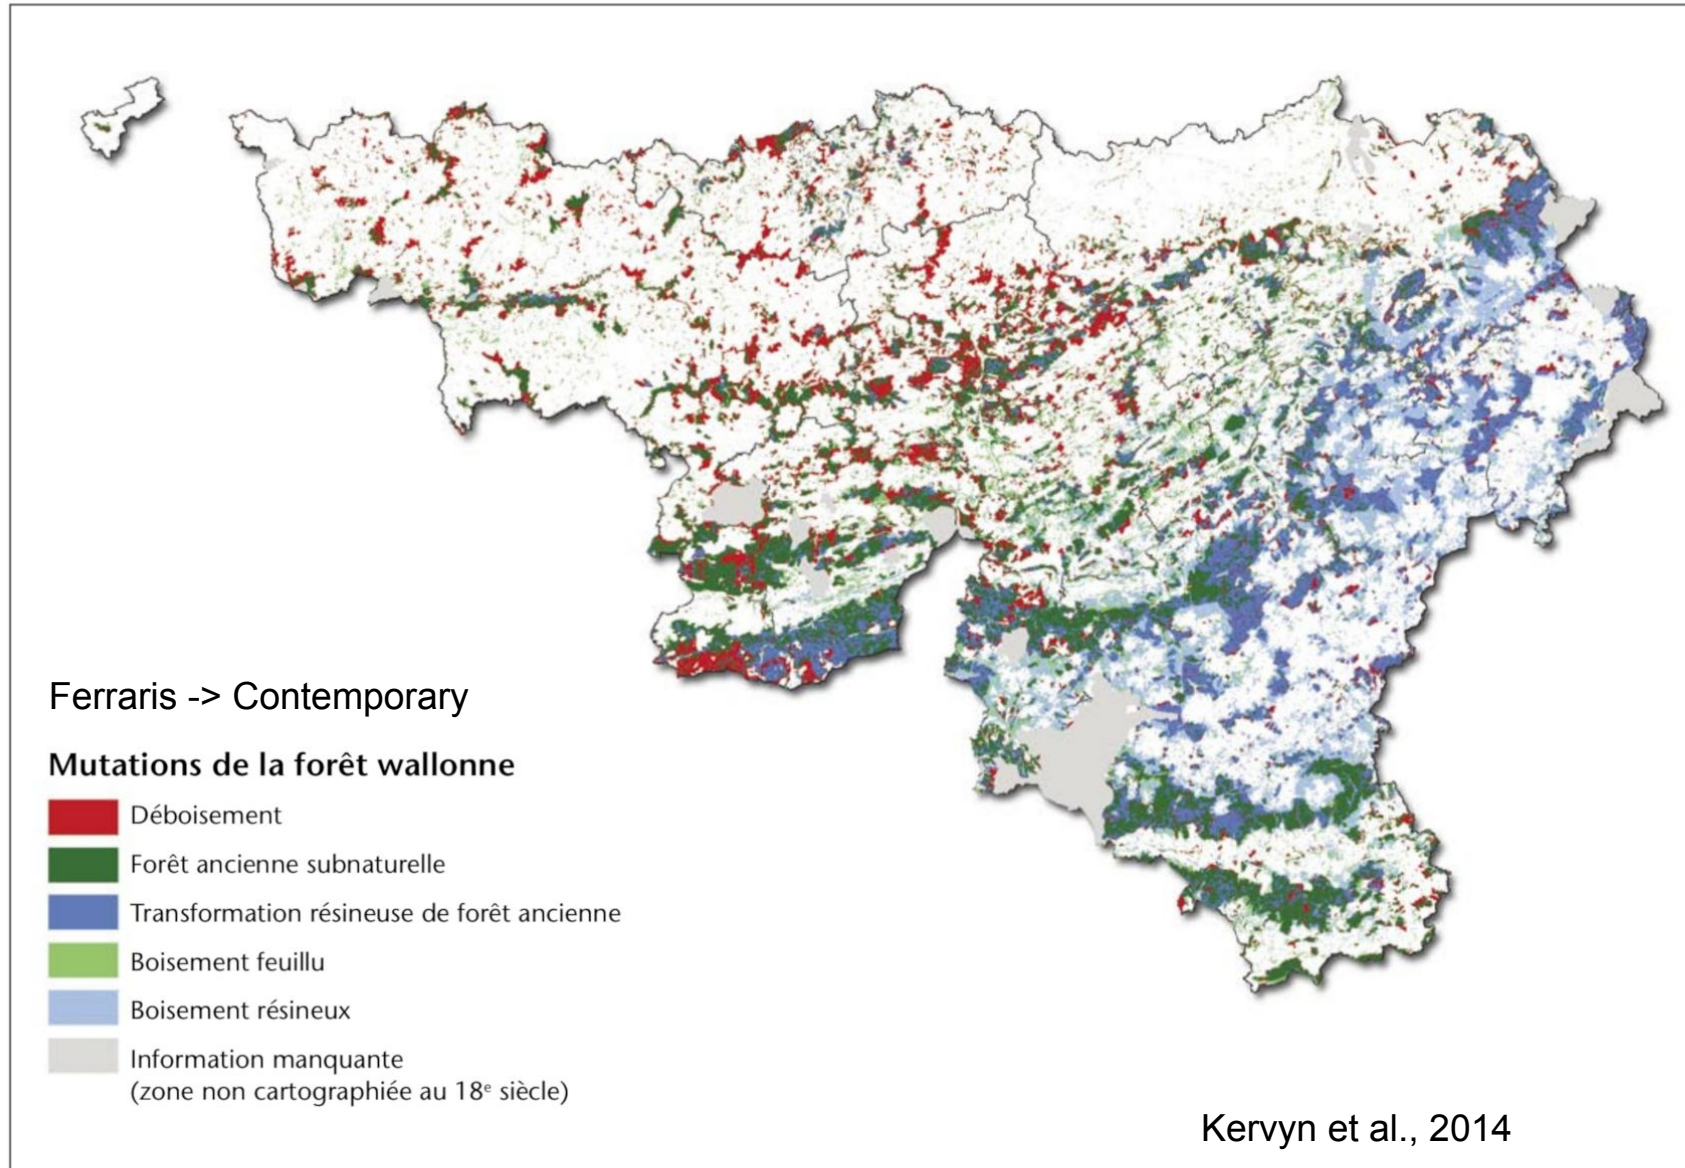 Ferraris -> Contemporary
Mutations de la forêt wallonne
Déboisement
Forêt ancienne subnaturelle
Transformation résineuse de forêt ancienne
Boisement feuillu
Boisement résineux
Information manquante
(zone non cartographiée au 18e siècle)
Kervyn et al., 2014